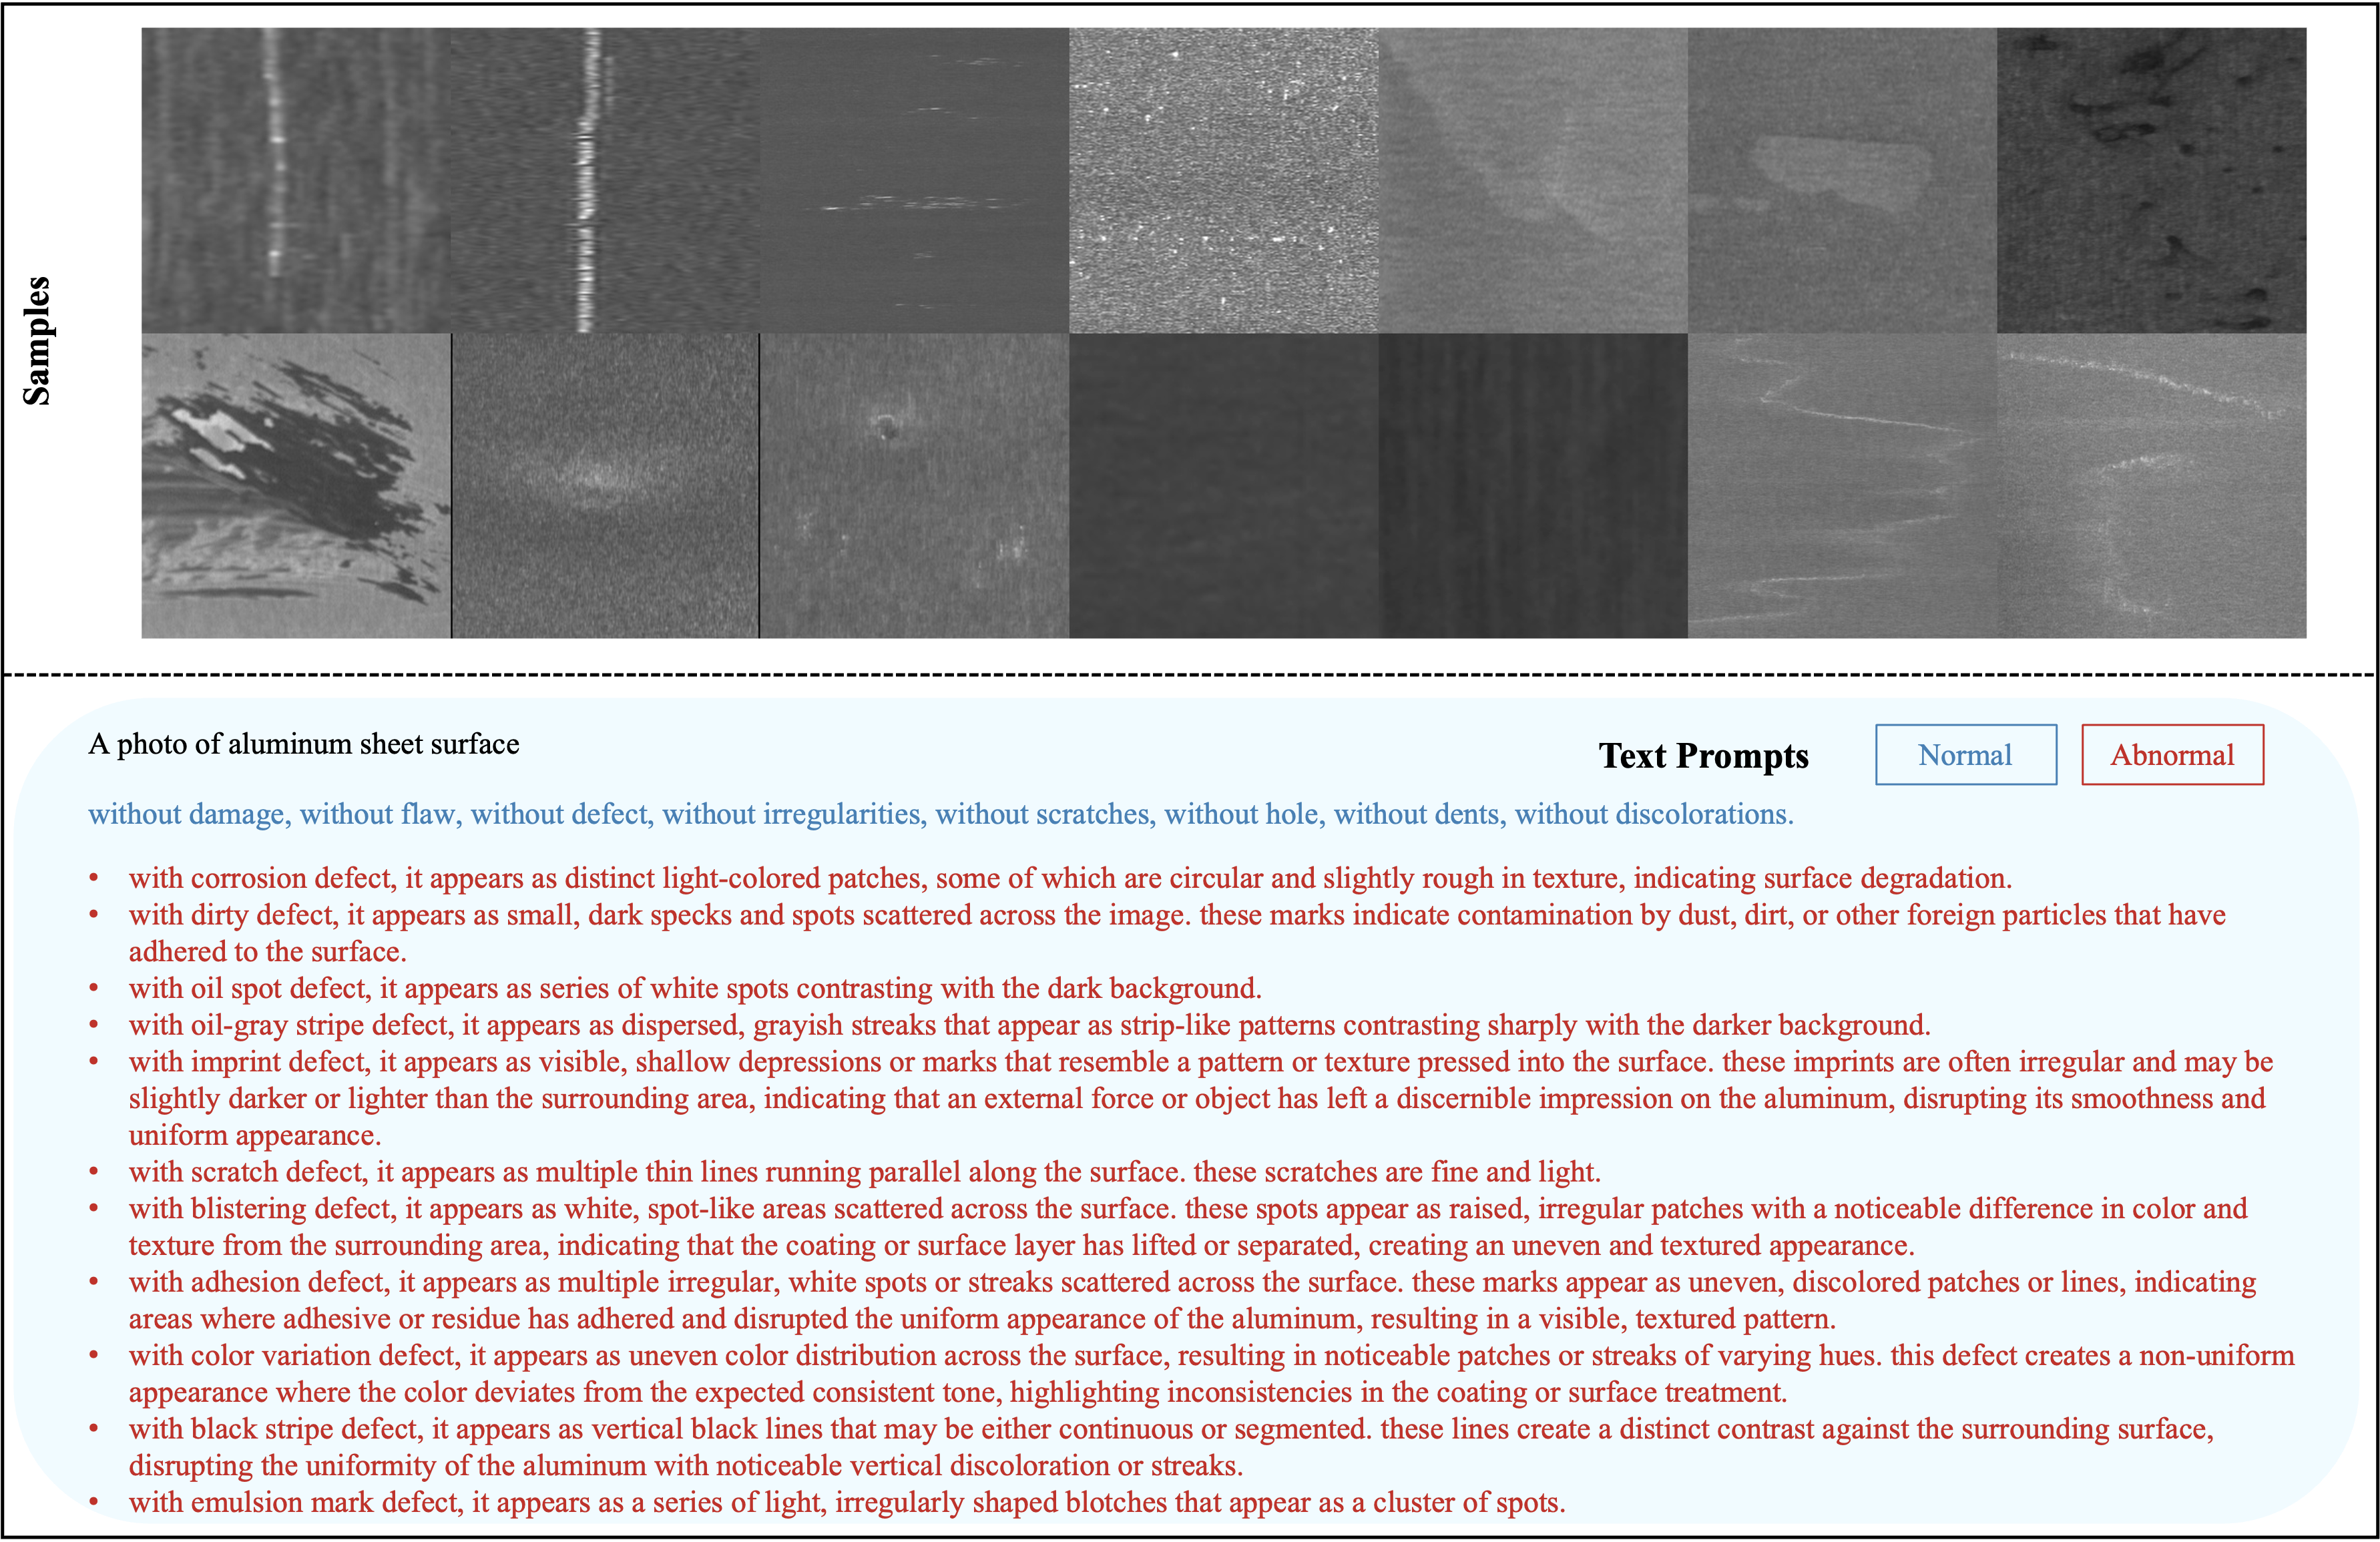 Samples
A photo of aluminum sheet surface
Text Prompts
Normal
Abnormal
without damage, without flaw, without defect, without irregularities, without scratches, without hole, without dents, without discolorations.
• with corrosion defect, it appears as distinct light-colored patches, some of which are circular and slightly rough in texture, indicating surface degradation.
• with dirty defect, it appears as small, dark specks and spots scattered across the image. these marks indicate contamination by dust, dirt, or other foreign particles that have
adhered to the surface.
• with oil spot defect, it appears as series of white spots contrasting with the dark background.
• with oil-gray stripe defect, it appears as dispersed, grayish streaks that appear as strip-like patterns contrasting sharply with the darker background.
• with imprint defect, it appears as visible, shallow depressions or marks that resemble a pattern or texture pressed into the surface. these imprints are often irregular and may be
slightly darker or lighter than the surrounding area, indicating that an external force or object has left a discernible impression on the aluminum, disrupting its smoothness and
uniform appearance.
• with scratch defect, it appears as multiple thin lines running parallel along the surface. these scratches are fine and light.
• with blistering defect, it appears as white, spot-like areas scattered across the surface. these spots appear as raised, irregular patches with a noticeable difference in color and
texture from the surrounding area, indicating that the coating or surface layer has lifted or separated, creating an uneven and textured appearance.
• with adhesion defect, it appears as multiple irregular, white spots or streaks scattered across the surface. these marks appear as uneven, discolored patches or lines, indicating
areas where adhesive or residue has adhered and disrupted the uniform appearance of the aluminum, resulting in a visible, textured pattern.
• with color variation defect, it appears as uneven color distribution across the surface, resulting in noticeable patches or streaks of varying hues. this defect creates a non-uniform
appearance where the color deviates from the expected consistent tone, highlighting inconsistencies in the coating or surface treatment.
• with black stripe defect, it appears as vertical black lines that may be either continuous or segmented. these lines create a distinct contrast against the surrounding surface,
disrupting the uniformity of the aluminum with noticeable vertical discoloration or streaks.
• with emulsion mark defect, it appears as a series of light, irregularly shaped blotches that appear as a cluster of spots.